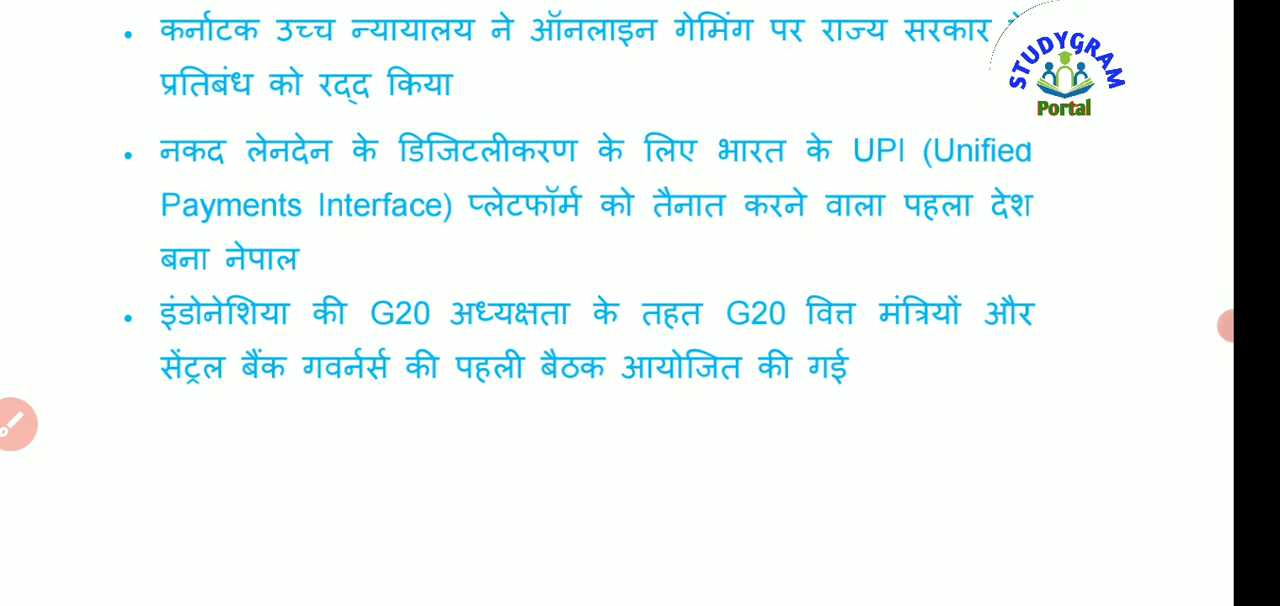 कर्नाटक उच्च न्यायालय ने ऑनलाइन गेमिंग पर राज्य सरकार
प्रतिबंध को रद्द किया
नकद लेनदेन के डिजिटलीकरण के लिए भारत के UPI (Unified
Payments Interface) प्लेटफॉर्म को तैनात करने वाला पहला देश
बना नेपाल
इंडोनेशिया की G20 अध्यक्षता के तहत G20 वित्त मंत्रियों और
सेंट्रल बैंक गवर्नर्स की पहली बैठक आयोजित की गई
STUDYGRAM
Portal